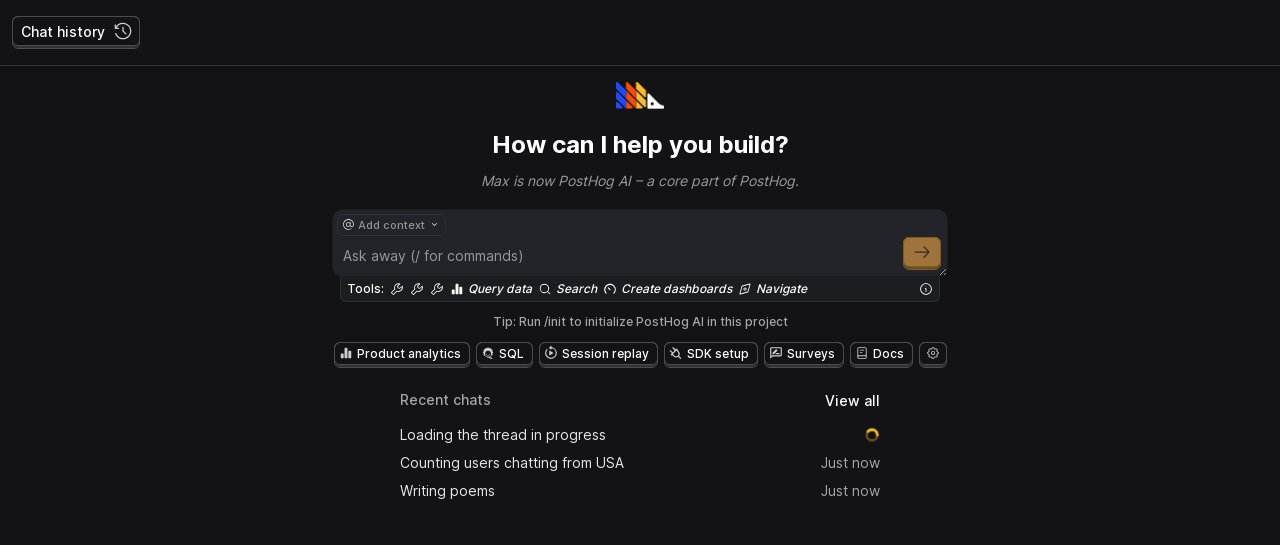 Chat history
How can I help you build?
Max is now PostHog AI – a core part of PostHog.
@ Add context
Ask away (/ for commands)
Tools: Query data Search Create dashboards Navigate
Tip: Run /init to initialize PostHog AI in this project
Product analytics SQL Session replay SDK setup Surveys Docs
Recent chats View all
Loading the thread in progress
Counting users chatting from USA Just now
Writing poems Just now